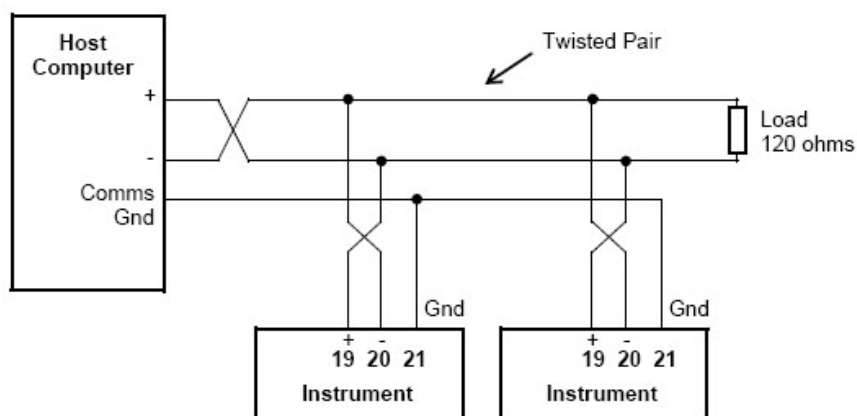 Host
Computer
Twisted Pair
+
-
Load
120 ohms
Comms
Gnd
Gnd
Gnd
+ -
19 20 21
Instrument
+ -
19 20 21
Instrument